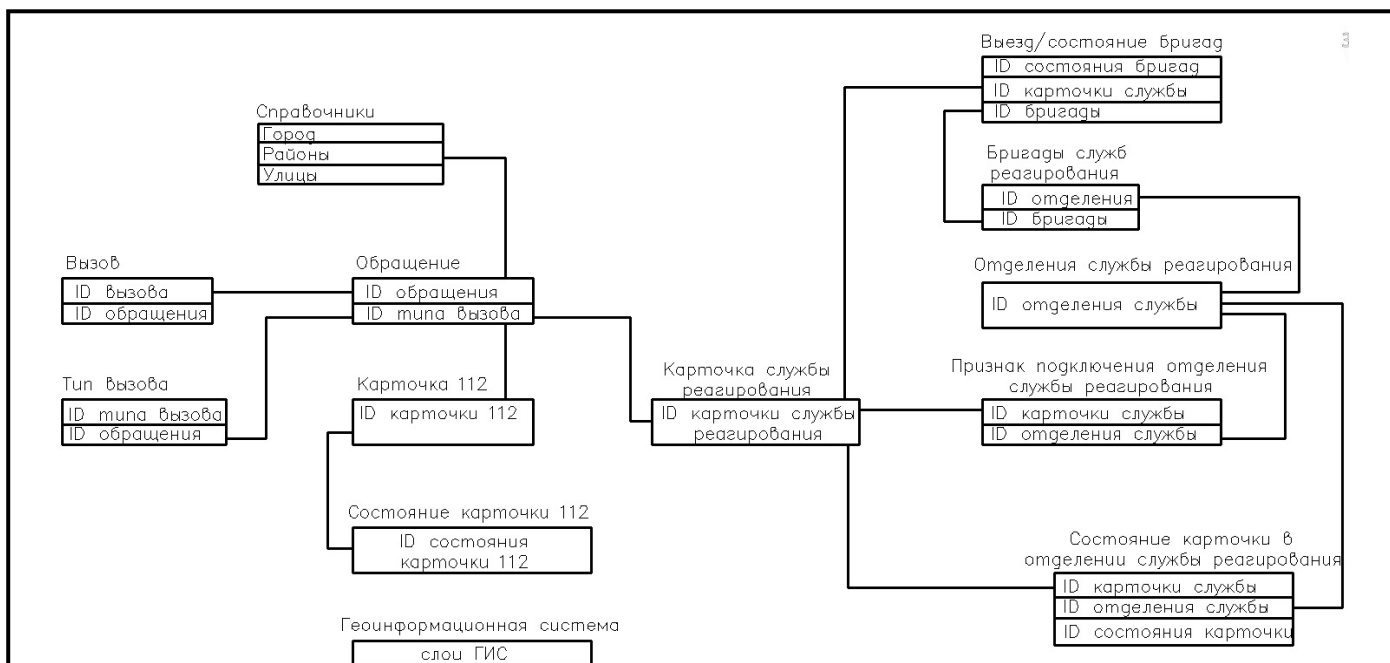 Справочники
Город
Районы
Улицы
Вызов
ID вызова
ID обращения
Обращение
ID обращения
ID типа вызова
Тип вызова
ID типа вызова
ID обращения
Карточка 112
ID карточки 112
Состояние карточки 112
ID состояния
карточки 112
Геоинформационная система
слои ГИС
Карточка службы
реагирования
ID карточки службы
реагирования
Выезд/состояние бригад
ID состояния бригад
ID карточки службы
ID бригады
Бригады служб
реагирования
ID отделения
ID бригады
Отделения службы реагирования
ID отделения службы
Признак подключения отделения
службы реагирования
ID карточки службы
ID отделения службы
Состояние карточки в
отделении службы реагирования
ID карточки службы
ID отделения службы
ID состояния карточки